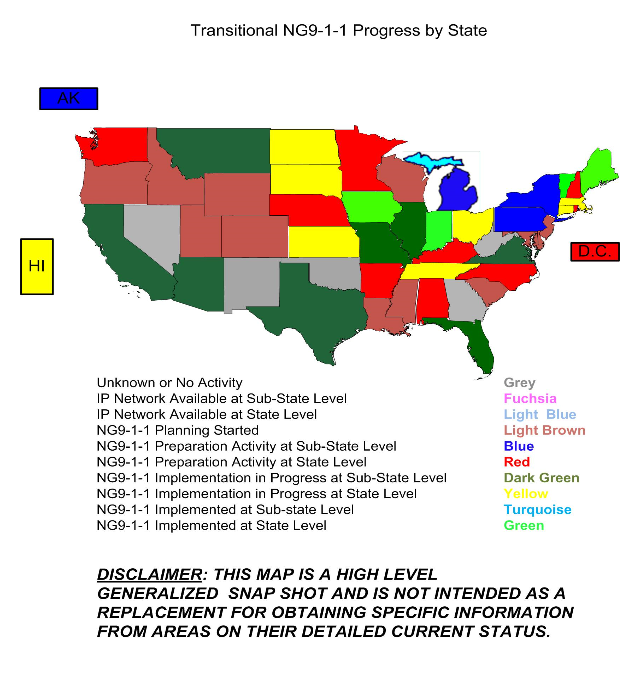 Transitional NG9-1-1 Progress by State
AK
HI
D.C.
Unknown or No Activity Grey
IP Network Available at Sub-State Level Fuchsia
IP Network Available at State Level Light Blue
NG9-1-1 Planning Started Light Brown
NG9-1-1 Preparation Activity at Sub-State Level Blue
NG9-1-1 Preparation Activity at State Level Red
NG9-1-1 Implementation in Progress at Sub-State Level Dark Green
NG9-1-1 Implementation in Progress at State Level Yellow
NG9-1-1 Implemented at Sub-state Level Turquoise
NG9-1-1 Implemented at State Level Green
DISCLAIMER: THIS MAP IS A HIGH LEVEL
GENERALIZED SNAP SHOT AND IS NOT INTENDED AS A
REPLACEMENT FOR OBTAINING SPECIFIC INFORMATION
FROM AREAS ON THEIR DETAILED CURRENT STATUS.